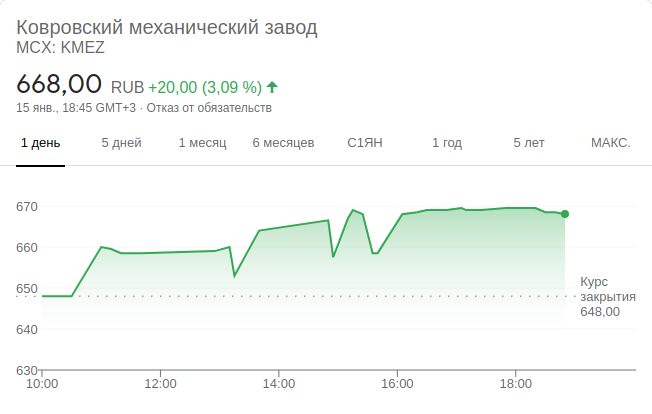 Ковровский механический завод
MCX: KMEZ
668,00 RUB +20,00 (3,09 %)
15 янв., 18:45 GMT+3 · Отказ от обязательств
1 день 5 дней 1 месяц 6 месяцев С1ЯН 1 год 5 лет МАКС.
670
660
650
640
630
Курс
закрытия
648,00
10:00 12:00 14:00 16:00 18:00